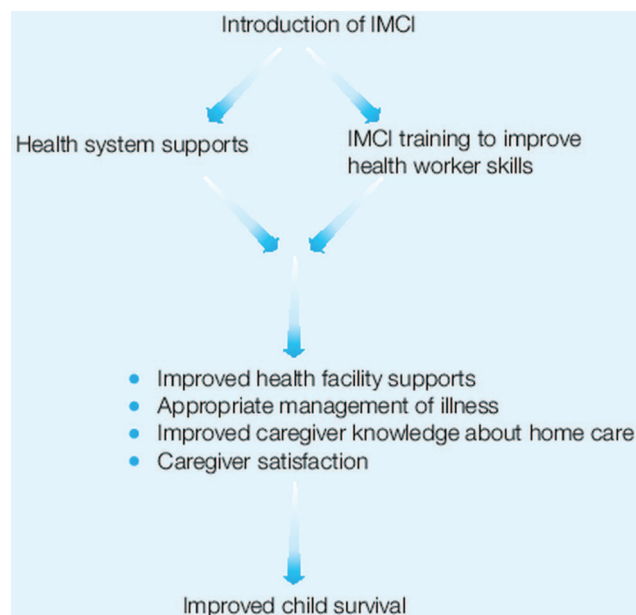 Introduction of IMCI
Health system supports
IMCI training to improve
health worker skills
Improved health facility supports
Appropriate management of illness
Improved caregiver knowledge about home care
Caregiver satisfaction
Improved child survival